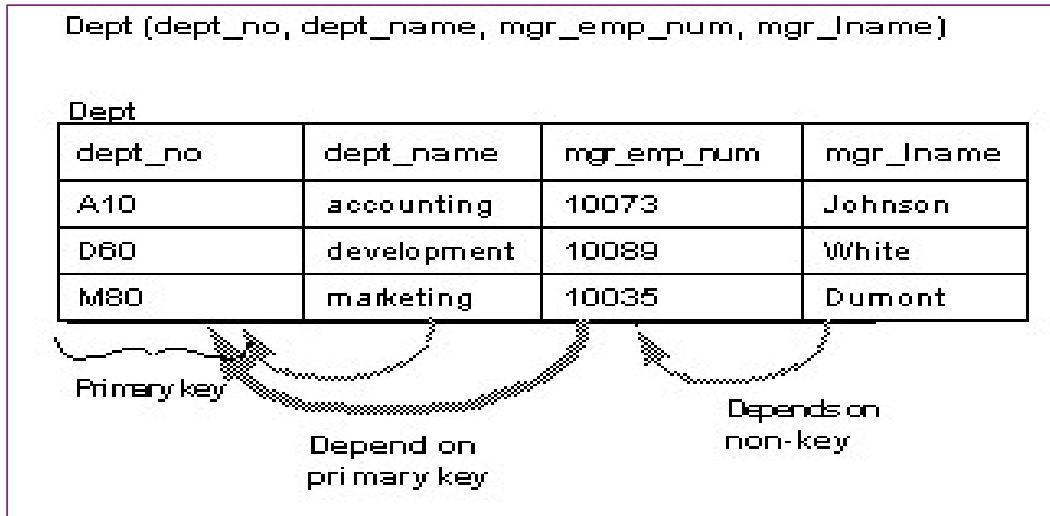 Dept (dept_no, dept_name, mgr_emp_num, mgr_lname)
Dept
dept_no dept_name mgr_emp_num mgr_lname
A10 accounting 10073 Johnson
D60 development 10089 White
M80 marketing 10035 Dumont
Primary key
Depend on
primary key
Depends on
non-key